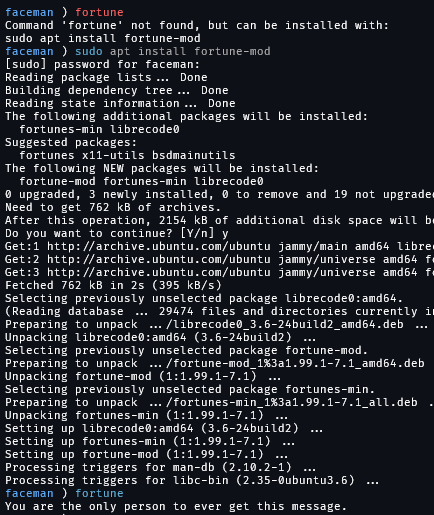 faceman ) fortune
Command 'fortune' not found, but can be installed with:
sudo apt install fortune-mod
faceman ) sudo apt install fortune-mod
[sudo] password for faceman:
Reading package lists... Done
Building dependency tree... Done
Reading state information... Done
The following additional packages will be installed:
  fortunes-min librecode0
Suggested packages:
  fortunes x11-utils bsdmainutils
The following NEW packages will be installed:
  fortune-mod fortunes-min librecode0
0 upgraded, 3 newly installed, 0 to remove and 19 not upgrade
Need to get 762 kB of archives.
After this operation, 2154 kB of additional disk space will b
Do you want to continue? [Y/n] y
Get:1 http://archive.ubuntu.com/ubuntu jammy/main amd64 libre
Get:2 http://archive.ubuntu.com/ubuntu jammy/universe amd64 f
Get:3 http://archive.ubuntu.com/ubuntu jammy/universe amd64 f
Fetched 762 kB in 2s (395 kB/s)
Selecting previously unselected package librecode0:amd64.
(Reading database ... 29474 files and directories currently i
Preparing to unpack .../librecode0_3.6-24build2_amd64.deb ...
Unpacking librecode0:amd64 (3.6-24build2) ...
Selecting previously unselected package fortune-mod.
Preparing to unpack .../fortune-mod_1%3a1.99.1-7.1_amd64.deb
Unpacking fortune-mod (1:1.99.1-7.1) ...
Selecting previously unselected package fortunes-min.
Preparing to unpack .../fortunes-min_1%3a1.99.1-7.1_all.deb .
Unpacking fortunes-min (1:1.99.1-7.1) ...
Setting up librecode0:amd64 (3.6-24build2) ...
Setting up fortunes-min (1:1.99.1-7.1) ...
Setting up fortune-mod (1:1.99.1-7.1) ...
Processing triggers for man-db (2.10.2-1) ...
Processing triggers for libc-bin (2.35-0ubuntu3.6) ...
faceman ) fortune
You are the only person to ever get this message.